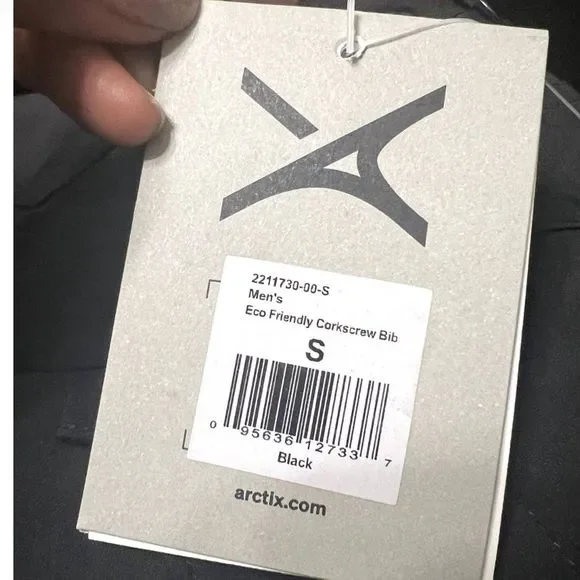 2211730-00-S
Men's
Eco Friendly Corkscrew Bib
S
0 95636 12733 7
Black
arctix.com